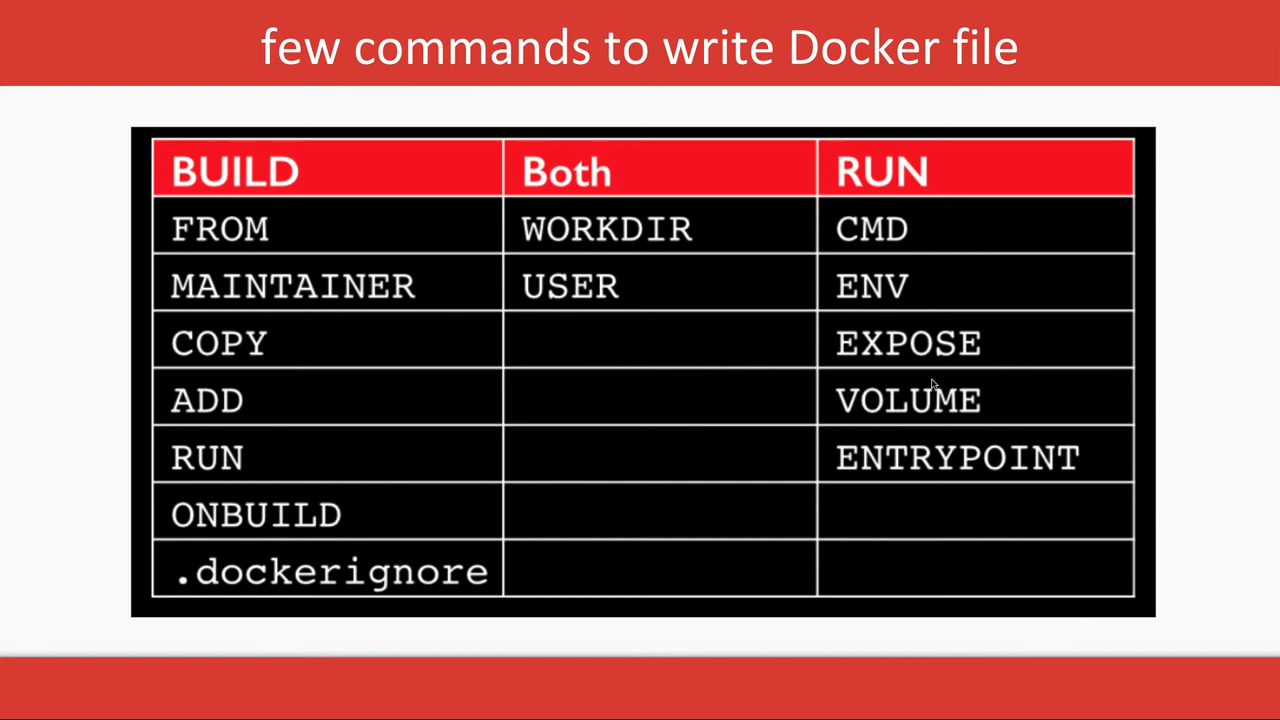 few commands to write Docker file
BUILD Both RUN
FROM WORKDIR CMD
MAINTAINER USER ENV
COPY EXPOSE
ADD VOLUME
RUN ENTRYPOINT
ONBUILD
.dockerignore